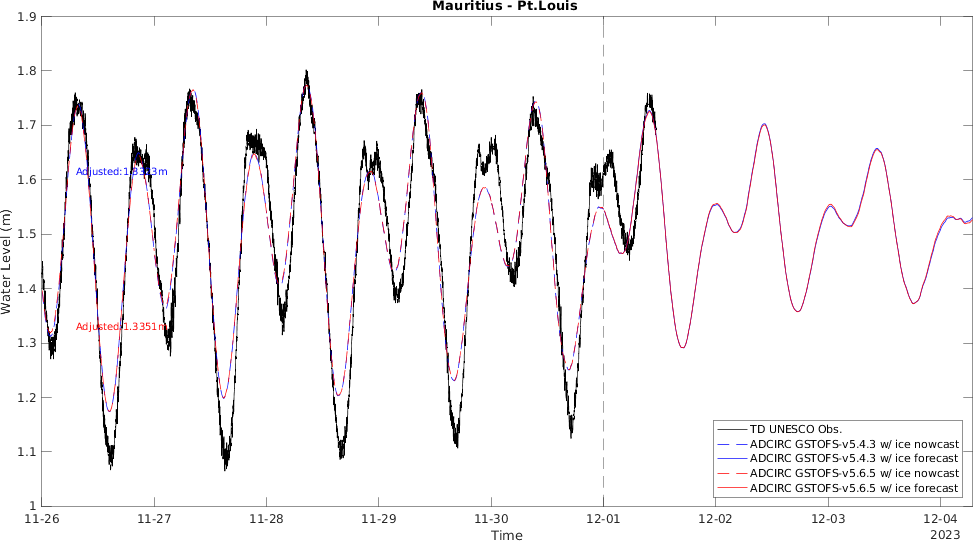 Mauritius - Pt.Louis
Water Level (m)
1.9
1.8
1.7
1.6
1.5
1.4
1.3
1.2
1.1
1
Adjusted:1.3353m
Adjusted:1.3351m
TD UNESCO Obs.
ADCIRC GSTOFS-v5.4.3 w/ ice nowcast
ADCIRC GSTOFS-v5.4.3 w/ ice forecast
ADCIRC GSTOFS-v5.6.5 w/ ice nowcast
ADCIRC GSTOFS-v5.6.5 w/ ice forecast
11-26 11-27 11-28 11-29 11-30 12-01 12-02 12-03 12-04
Time
2023